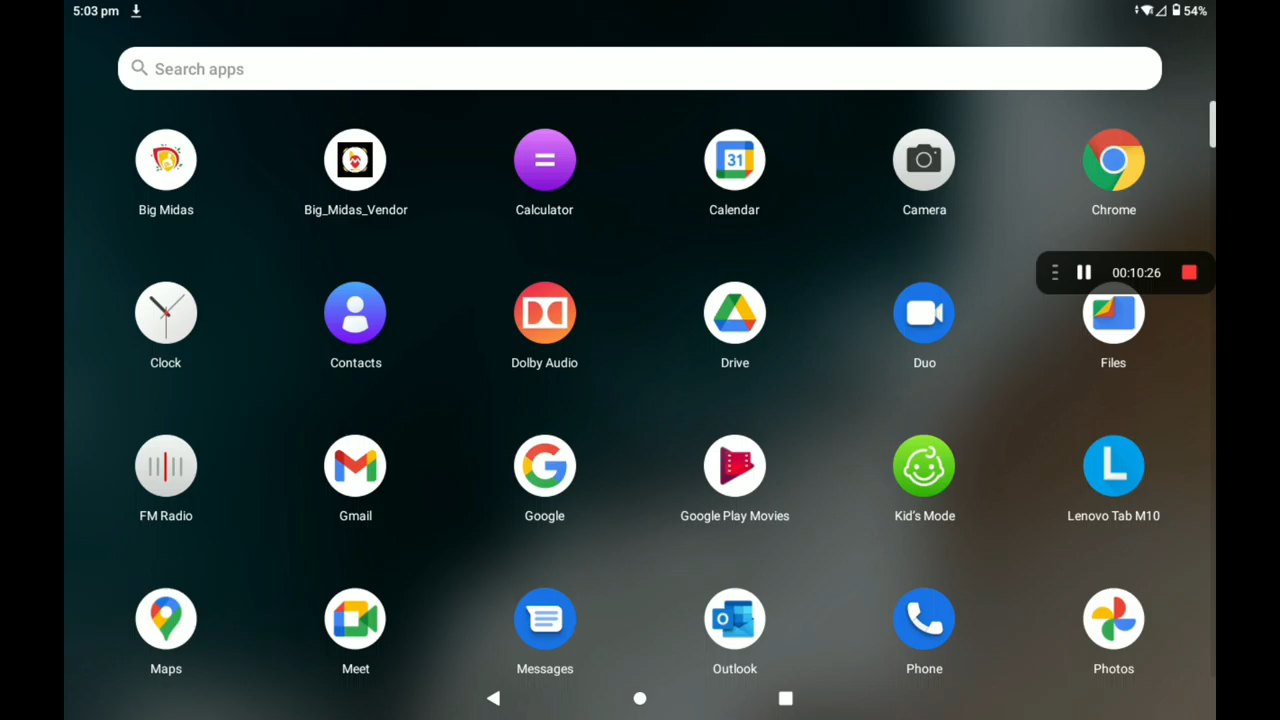 5:03 pm 54%
Search apps
31
Big Midas Big_Midas_Vendor Calculator Calendar Camera Chrome
00:10:26
Clock Contacts Dolby Audio Drive Duo Files
L
FM Radio Gmail Google Google Play Movies Kid's Mode Lenovo Tab M10
Maps Meet Messages Outlook Phone Photos